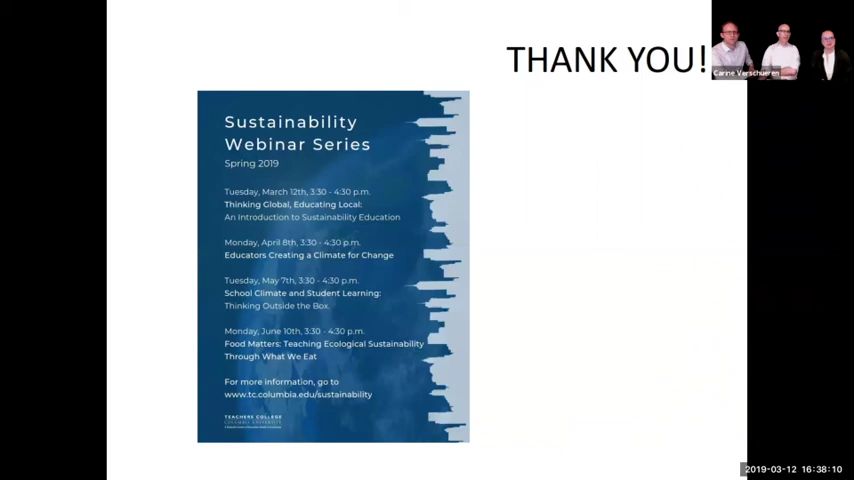 THANK YOU!
Carine Verschueren
Sustainability
Webinar Series
Spring 2019
Tuesday, March 12th, 3:30 - 4:30 p.m.
Thinking Global, Educating Local:
An Introduction to Sustainability Education
Monday, April 8th, 3:30 - 4:30 p.m.
Educators Creating a Climate for Change
Tuesday, May 7th, 3:30 - 4:30 p.m.
School Climate and Student Learning:
Thinking Outside the Box.
Monday, June 10th, 3:30 - 4:30 p.m.
Food Matters: Teaching Ecological Sustainability
Through What We Eat
For more information, go to
www.tc.columbia.edu/sustainability
TEACHERS COLLEGE
COLUMBIA UNIVERSITY
2019-03-12 16:38:10